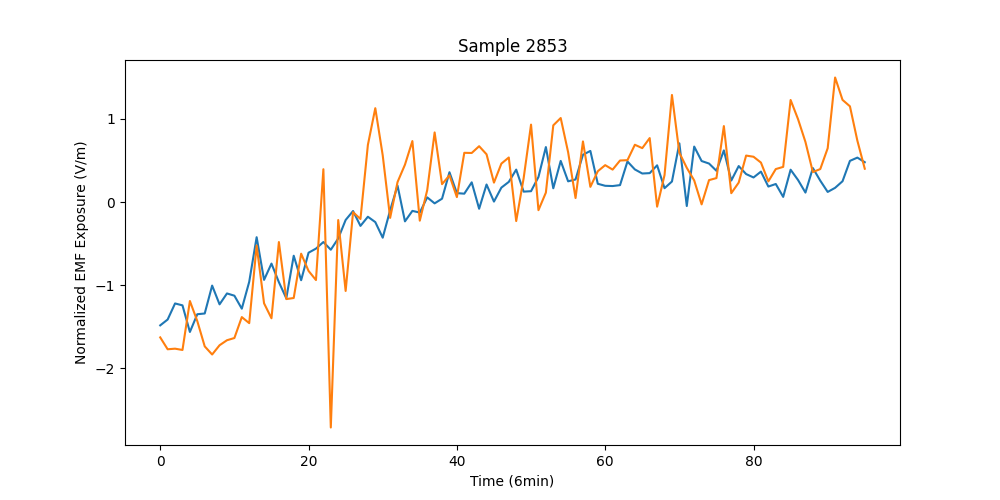 Sample 2853
Normalized EMF Exposure (V/m)
1
0
−1
−2
0 20 40 60 80
Time (6min)